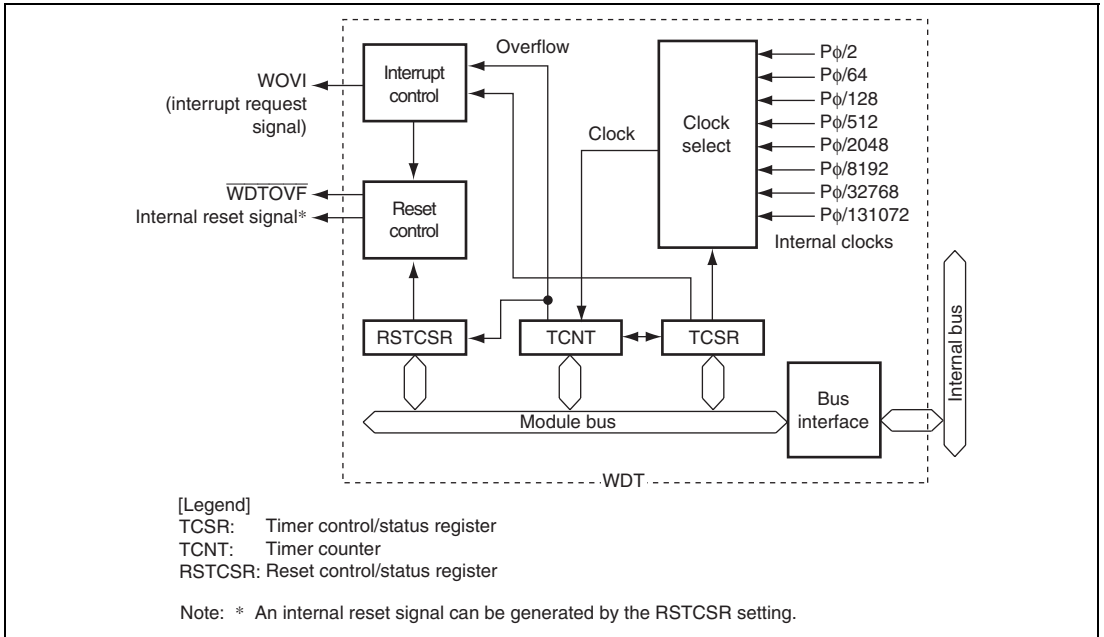 Overflow
Interrupt
control
WOVI
(interrupt request
signal)
Clock
Clock
select
Pϕ/2
Pϕ/64
Pϕ/128
Pϕ/512
Pϕ/2048
Pϕ/8192
Pϕ/32768
Pϕ/131072
Internal clocks
WDTOVF
Internal reset signal*
Reset
control
RSTCSR
TCNT
TCSR
Module bus
Bus
interface
Internal bus
WDT
[Legend]
TCSR: Timer control/status register
TCNT: Timer counter
RSTCSR: Reset control/status register
Note: * An internal reset signal can be generated by the RSTCSR setting.